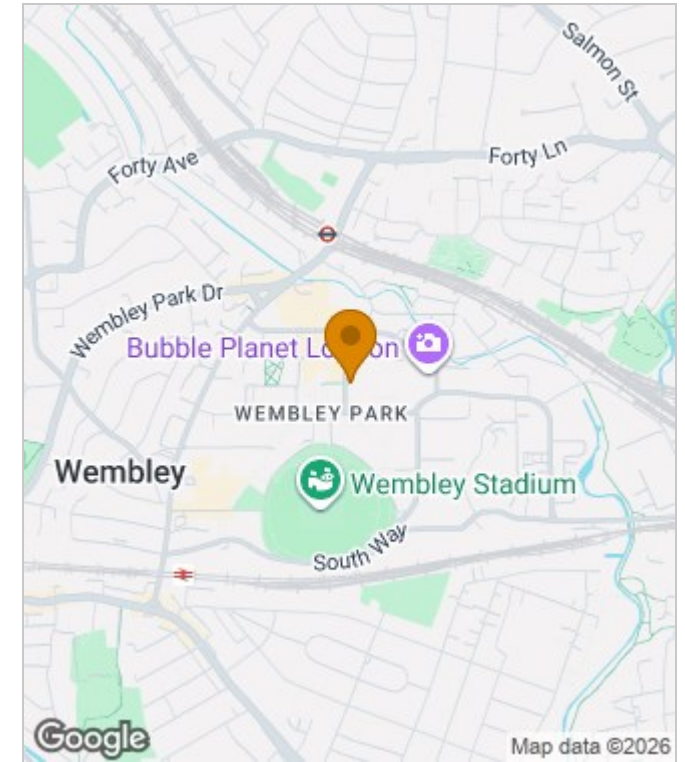 Salmon St
Forty Ave
Forty Ln
Wembley Park Dr
Bubble Planet London
WEMBLEY PARK
Wembley
Wembley Stadium
South Way
Google
Map data ©2026